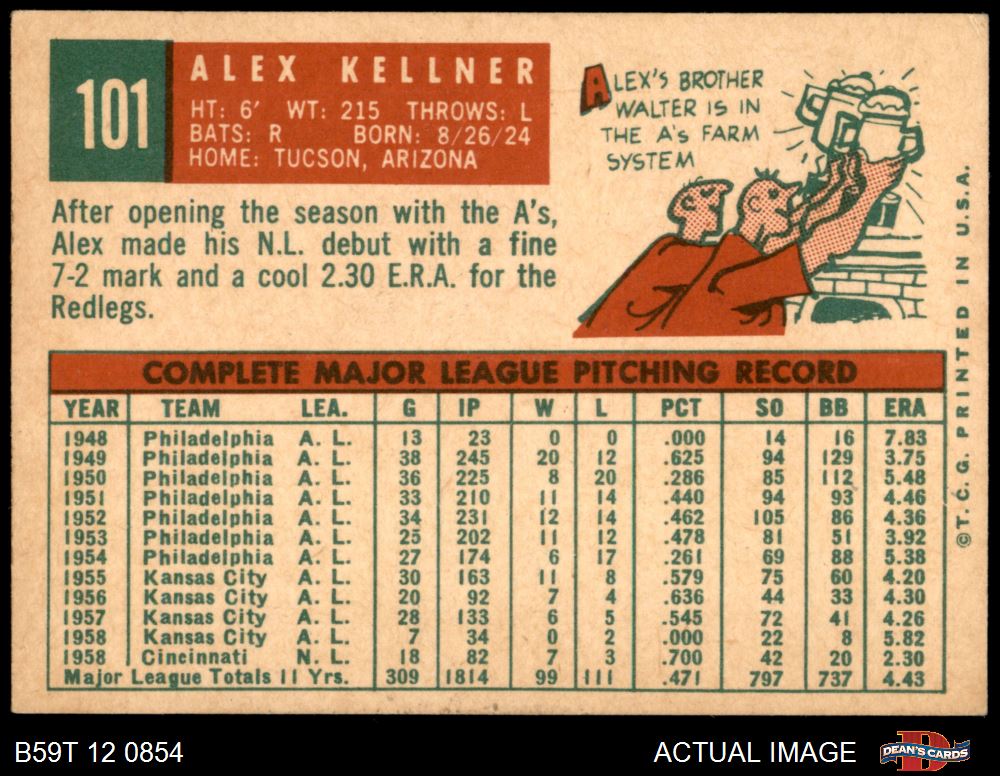 101
ALEX KELLNER
HT: 6' WT: 215 THROWS: L
BATS: R BORN: 8/26/24
HOME: TUCSON, ARIZONA
ALEX'S BROTHER
WALTER IS IN
THE A'S FARM
SYSTEM
After opening the season with the A's,
Alex made his N.L. debut with a fine
7-2 mark and a cool 2.30 E.R.A. for the
Redlegs.
COMPLETE MAJOR LEAGUE PITCHING RECORD
YEAR TEAM LEA. G IP W L PCT SO BB ERA
1948 Philadelphia A. L. 13 23 0 0 .000 14 16 7.83
1949 Philadelphia A. L. 38 245 20 12 .625 94 129 3.75
1950 Philadelphia A. L. 36 225 8 20 .286 85 112 5.48
1951 Philadelphia A. L. 33 210 11 14 .440 94 93 4.46
1952 Philadelphia A. L. 34 231 12 14 .462 105 86 4.36
1953 Philadelphia A. L. 25 202 11 12 .478 81 51 3.92
1954 Philadelphia A. L. 27 174 6 17 .261 69 88 5.38
1955 Kansas City A. L. 30 163 11 8 .579 75 60 4.20
1956 Kansas City A. L. 20 92 7 4 .636 44 33 4.30
1957 Kansas City A. L. 28 133 6 5 .545 72 41 4.26
1958 Kansas City A. L. 7 34 0 2 .000 22 8 5.82
1958 Cincinnati N. L. 18 82 7 3 .700 42 20 2.30
Major League Totals 11 Yrs. 309 1814 99 111 .471 797 737 4.43
©T. C. G. PRINTED IN U.S.A.
B59T 12 0854
ACTUAL IMAGE
D
DEAN'S CARDS